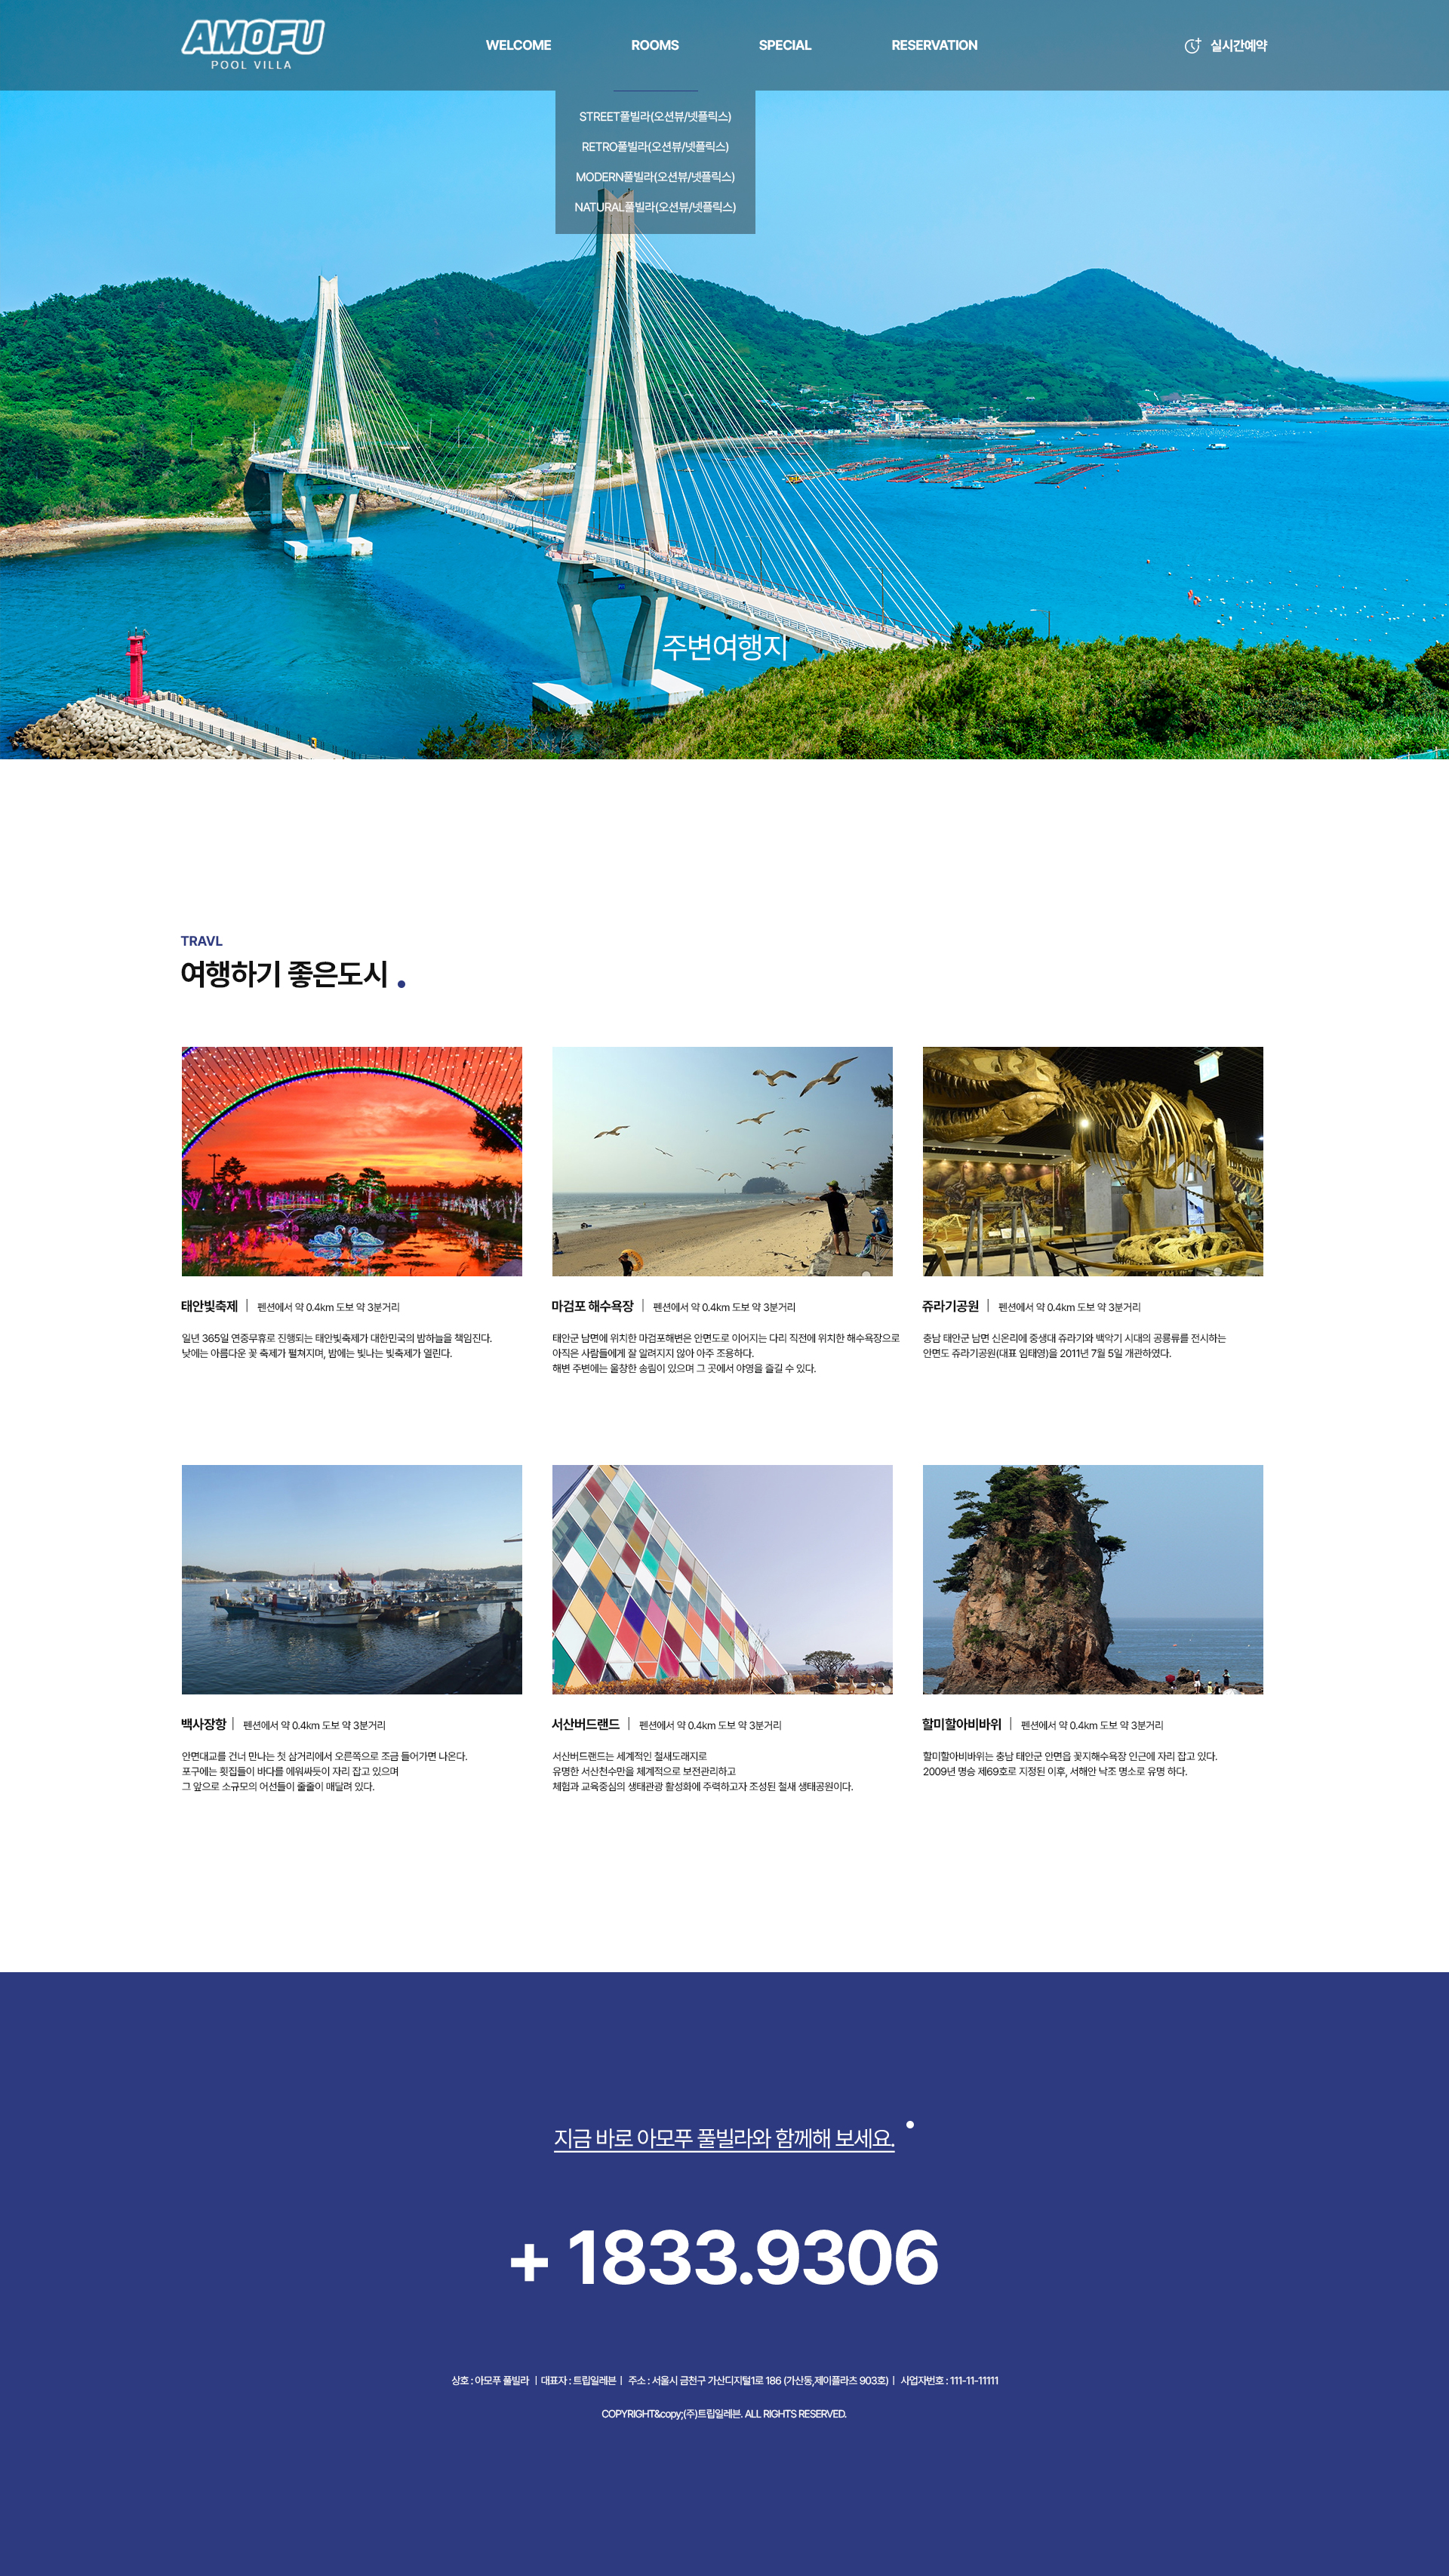 AMOFU
POOL VILLA
WELCOME
ROOMS
SPECIAL
RESERVATION
실시간예약
STREET풀빌라(오션뷰/넷플릭스)
RETRO풀빌라(오션뷰/넷플릭스)
MODERN풀빌라(오션뷰/넷플릭스)
NATURAL풀빌라(오션뷰/넷플릭스)
주변여행지
TRAVL
여행하기 좋은도시 .
태안빛축제 | 펜션에서 약 0.4km 도보 약 3분거리
일년 365일 연중무휴로 진행되는 태안빛축제가 대한민국의 밤하늘을 책임진다.
낮에는 아름다운 꽃 축제가 펼쳐지며, 밤에는 빛나는 빛축제가 열린다.
마검포 해수욕장 | 펜션에서 약 0.4km 도보 약 3분거리
태안군 남면에 위치한 마검포해변은 안면도로 이어지는 다리 직전에 위치한 해수욕장으로
아직은 사람들에게 잘 알려지지 않아 아주 조용하다.
해변 주변에는 울창한 송림이 있으며 그 곳에서 야영을 즐길 수 있다.
쥬라기공원 | 펜션에서 약 0.4km 도보 약 3분거리
충남 태안군 남면 신온리에 중생대 쥬라기와 백악기 시대의 공룡류를 전시하는
안면도 쥬라기공원(대표 임태영)을 2011년 7월 5일 개관하였다.
백사장항 | 펜션에서 약 0.4km 도보 약 3분거리
안면대교를 건너 만나는 첫 삼거리에서 오른쪽으로 조금 들어가면 나온다.
포구에는 횟집들이 바다를 에워싸듯이 자리 잡고 있으며
그 앞으로 소규모의 어선들이 줄줄이 매달려 있다.
서산버드랜드 | 펜션에서 약 0.4km 도보 약 3분거리
서산버드랜드는 세계적인 철새도래지로
유명한 서산천수만을 체계적으로 보전관리하고
체험과 교육중심의 생태관광 활성화에 주력하고자 조성된 철새 생태공원이다.
할미할아비바위 | 펜션에서 약 0.4km 도보 약 3분거리
할미할아비바위는 충남 태안군 안면읍 꽃지해수욕장 인근에 자리 잡고 있다.
2009년 명승 제69호로 지정된 이후, 서해안 낙조 명소로 유명 하다.
지금 바로 아모푸 풀빌라와 함께해 보세요.
+ 1833.9306
상호 : 아모푸 풀빌라 | 대표자 : 트립일레븐 | 주소 : 서울시 금천구 가산디지털1로 186 (가산동,제이플라츠 903호) | 사업자번호 : 111-11-11111
COPYRIGHT&copy;(주)트립일레븐. ALL RIGHTS RESERVED.